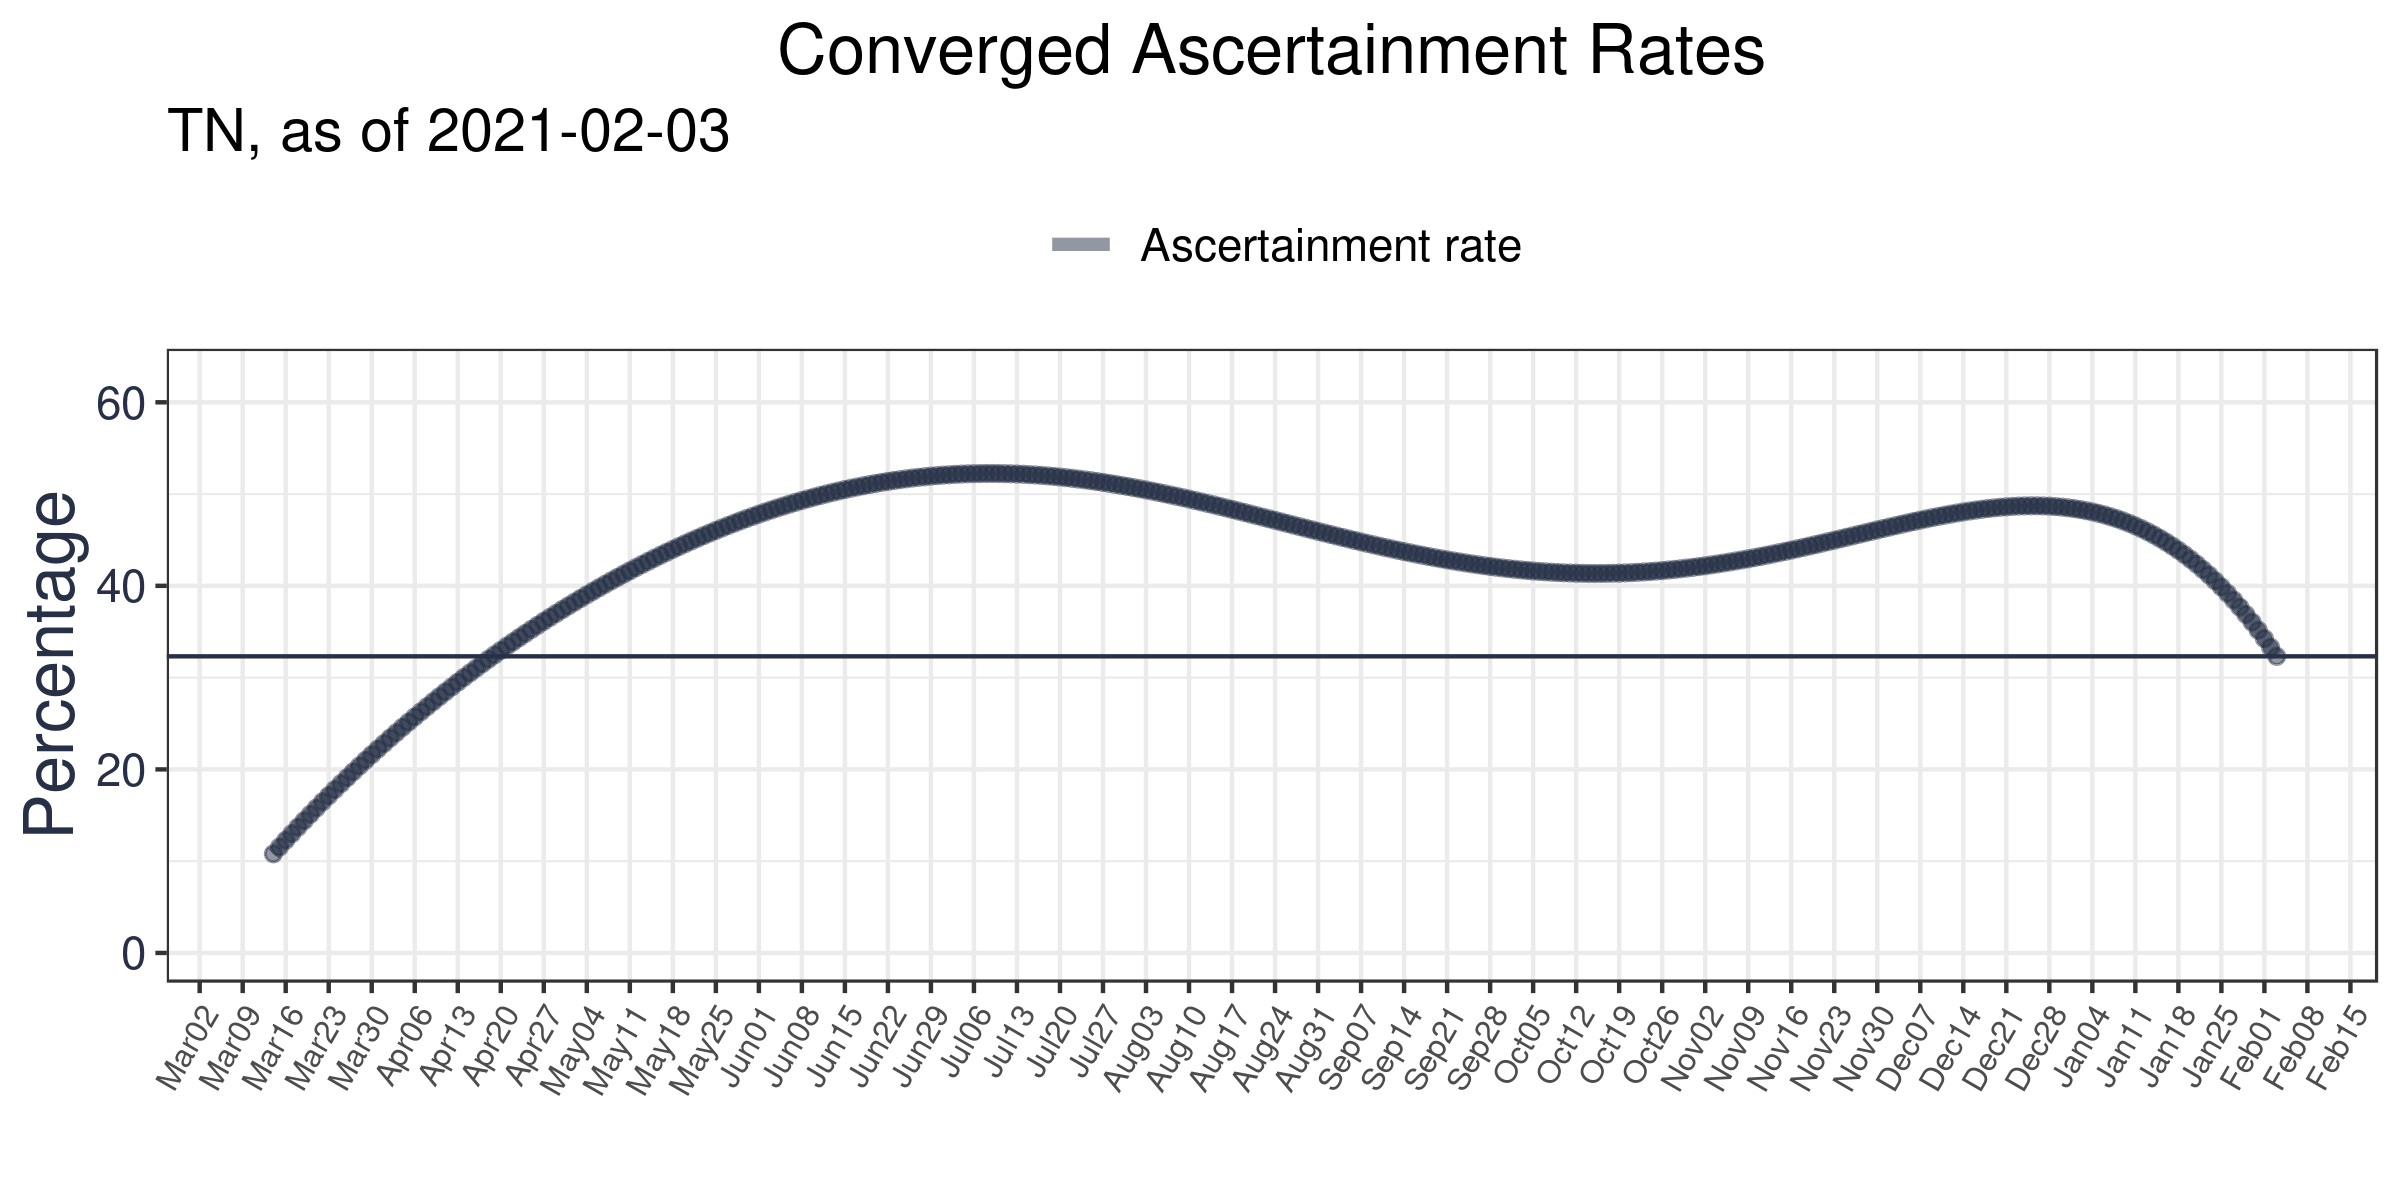 Converged Ascertainment Rates
TN, as of 2021-02-03
Ascertainment rate
Percentage
60
40
20
0
Mar02
Mar09
Mar16
Mar23
Mar30
Apr06
Apr13
Apr20
Apr27
May04
May11
May18
May25
Jun01
Jun08
Jun15
Jun22
Jun29
Jul06
Jul13
Jul20
Jul27
Aug03
Aug10
Aug17
Aug24
Aug31
Sep07
Sep14
Sep21
Sep28
Oct05
Oct12
Oct19
Oct26
Nov02
Nov09
Nov16
Nov23
Nov30
Dec07
Dec14
Dec21
Dec28
Jan04
Jan11
Jan18
Jan25
Feb01
Feb08
Feb15